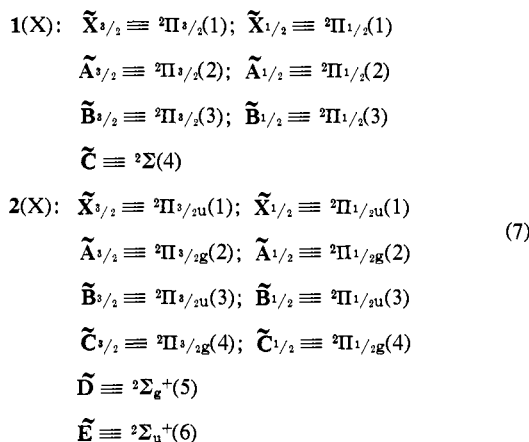 1(X): X̃₃/₂ ≡ ²Π₃/₂(1); X̃₁/₂ ≡ ²Π₁/₂(1)
Ã₃/₂ ≡ ²Π₃/₂(2); Ã₁/₂ ≡ ²Π₁/₂(2)
B̃₃/₂ ≡ ²Π₃/₂(3); B̃₁/₂ ≡ ²Π₁/₂(3)
C̃ ≡ ²Σ(4)
2(X): X̃₃/₂ ≡ ²Π₃/₂u(1); X̃₁/₂ ≡ ²Π₁/₂u(1)
Ã₃/₂ ≡ ²Π₃/₂g(2); Ã₁/₂ ≡ ²Π₁/₂g(2)
(7)
B̃₃/₂ ≡ ²Π₃/₂u(3); B̃₁/₂ ≡ ²Π₁/₂u(3)
C̃₃/₂ ≡ ²Π₃/₂g(4); C̃₁/₂ ≡ ²Π₁/₂g(4)
D̃ ≡ ²Σg⁺(5)
Ẽ ≡ ²Σu⁺(6)